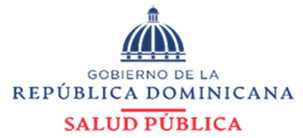 GOBIERNO DE LA
REPÚBLICA DOMINICANA
SALUD PÚBLICA